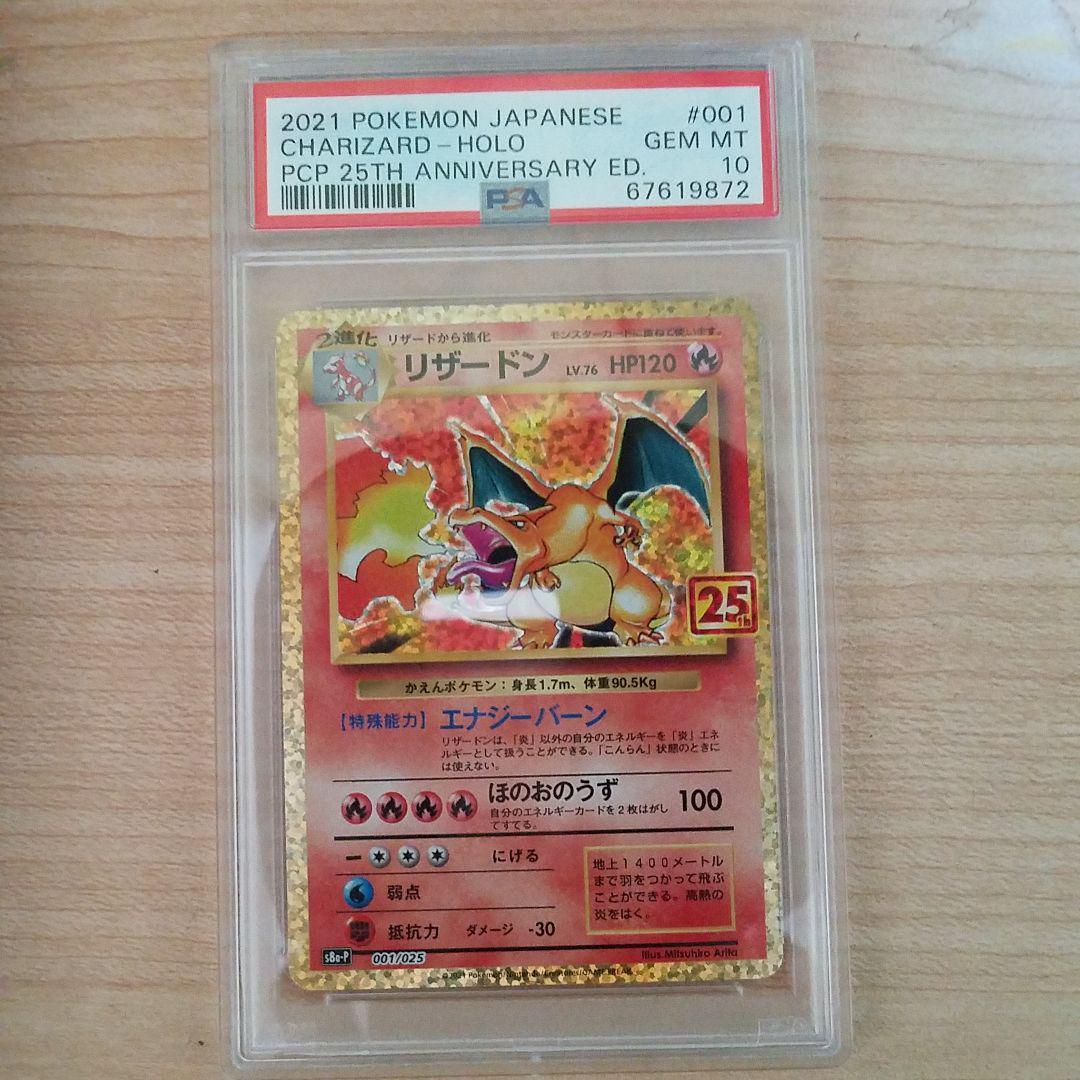 2021 POKEMON JAPANESE #001
CHARIZARD-HOLO GEM MT
PCP 25TH ANNIVERSARY ED. 10
PSA 67619872
2進化 リザードから進化 モンスターカードに重ねて使います。
リザードン LV.76 HP120
25th
かえんポケモン：身長1.7m、体重90.5Kg
【特殊能力】エナジーバーン
リザードンは、「炎」以外の自分のエネルギーを「炎」エネ
ルギーとして扱うことができる。「こんらん」状態のときに
は使えない。
ほのおのうず 100
自分のエネルギーカードを2枚はがし
てすてる。
にげる
弱点
抵抗力 ダメージ -30
地上1400メートル
まで羽をつかって飛ぶ
ことができる。高熱の
炎をはく。
Illus. Mitsuhiro Arita
s8a-P 001/025
©2021 Pokémon/Nintendo/Creatures/GAME FREAK